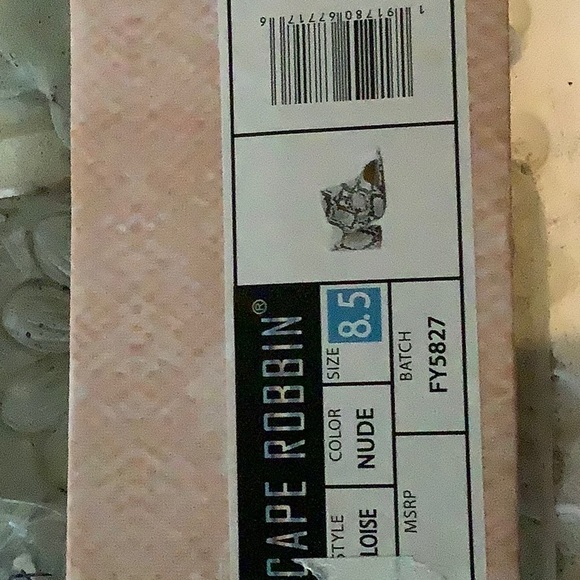 CAPE ROBBIN®
STYLE
LOISE
COLOR
NUDE
SIZE
8.5
MSRP
BATCH
FY5827
1 91780 67717 6